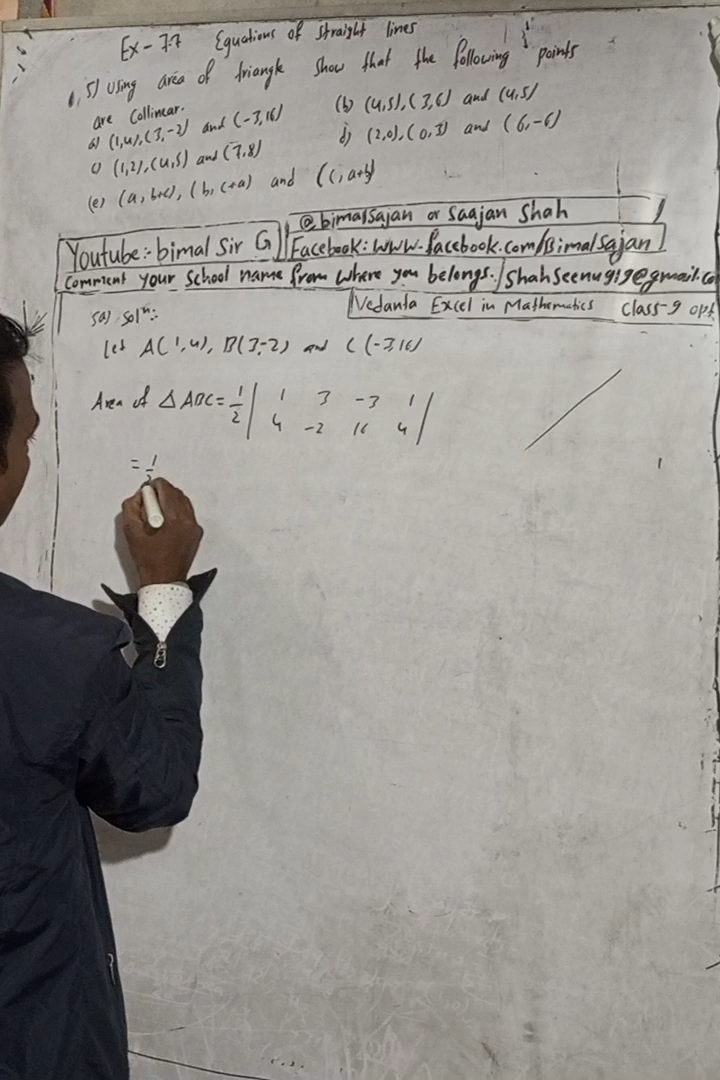 Ex - 7.7 Equations of straight lines
5) Using area of triangle show that the following points
are collinear.
a) (1,4), (3,-2) and (-3,16)
(b) (4,5), (3,6) and (4,5)
c) (1,2), (4,5) and (7,8)
d) (2,0), (0,3) and (6,-6)
(e) (a, b+c), (b, c+a) and (c, a+b)
@bimalsajan or Saajan Shah
Youtube:- bimal Sir G
Facebook: www.facebook.com/Bimalsajan
Comment your School name from where you belongs./Shahseenu919@gmail.co
Vedanta Excel in Mathematics Class-9 opt
5a) Solⁿ:
Let A(1,4), B(3,-2) and C(-3,16)
Area of △ABC = 1/2 | 1 3 -3 1 |
4 -2 16 4
= 1/2